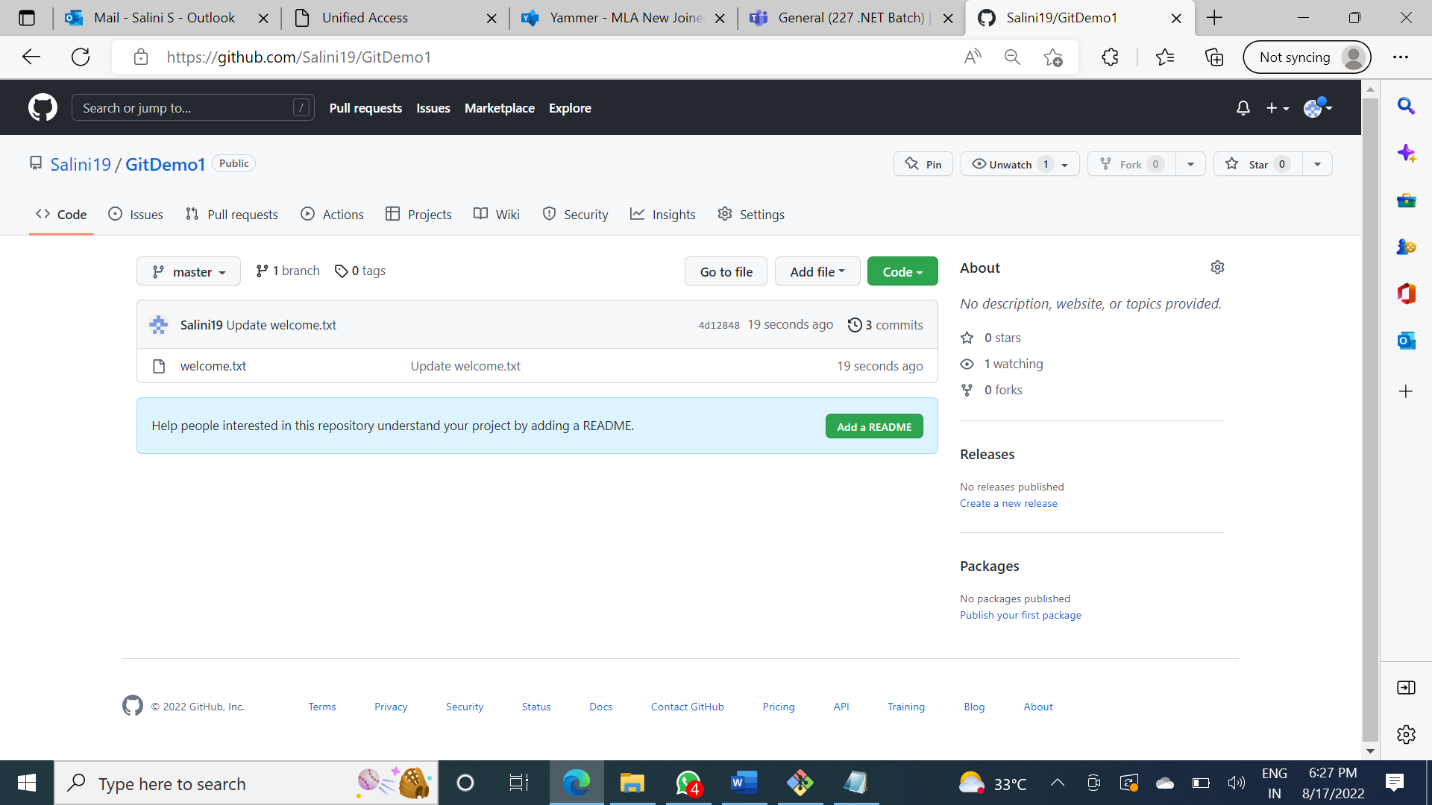 Mail - Salini S - Outlook
Unified Access
Yammer - MLA New Joine
General (227 .NET Batch) |
Salini19/GitDemo1
https://github.com/Salini19/GitDemo1
Not syncing
Search or jump to...
/
Pull requests
Issues
Marketplace
Explore
Salini19 / GitDemo1
Public
Pin
Unwatch 1
Fork 0
Star 0
Code
Issues
Pull requests
Actions
Projects
Wiki
Security
Insights
Settings
master
1 branch
0 tags
Go to file
Add file
Code
Salini19 Update welcome.txt
4d12848 19 seconds ago
3 commits
welcome.txt
Update welcome.txt
19 seconds ago
Help people interested in this repository understand your project by adding a README.
Add a README
About
No description, website, or topics provided.
0 stars
1 watching
0 forks
Releases
No releases published
Create a new release
Packages
No packages published
Publish your first package
© 2022 GitHub, Inc.
Terms
Privacy
Security
Status
Docs
Contact GitHub
Pricing
API
Training
Blog
About
Type here to search
4
33°C
ENG
IN
6:27 PM
8/17/2022